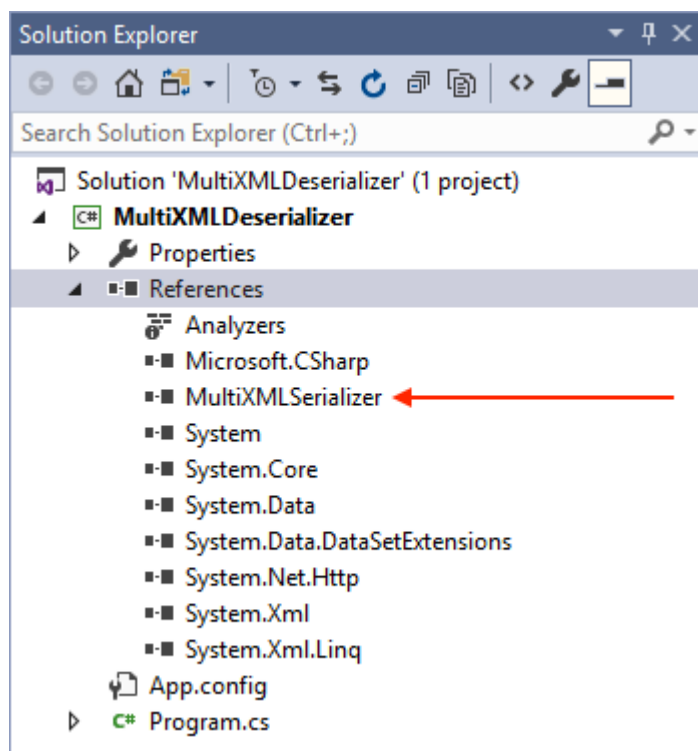 Solution Explorer
Search Solution Explorer (Ctrl+;)
Solution 'MultiXMLDeserializer' (1 project)
C# MultiXMLDeserializer
Properties
References
Analyzers
Microsoft.CSharp
MultiXMLSerializer
System
System.Core
System.Data
System.Data.DataSetExtensions
System.Net.Http
System.Xml
System.Xml.Linq
App.config
C# Program.cs